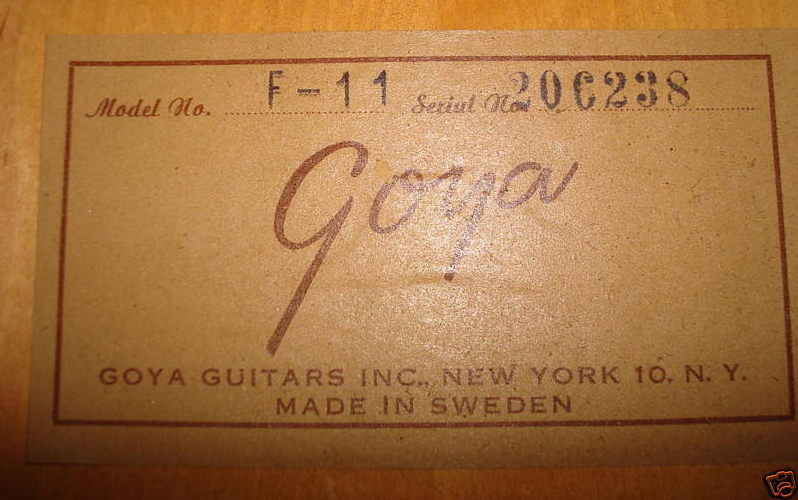 Model No. F-11 Serial No. 206238
Goya
GOYA GUITARS INC., NEW YORK 10, N. Y.
MADE IN SWEDEN